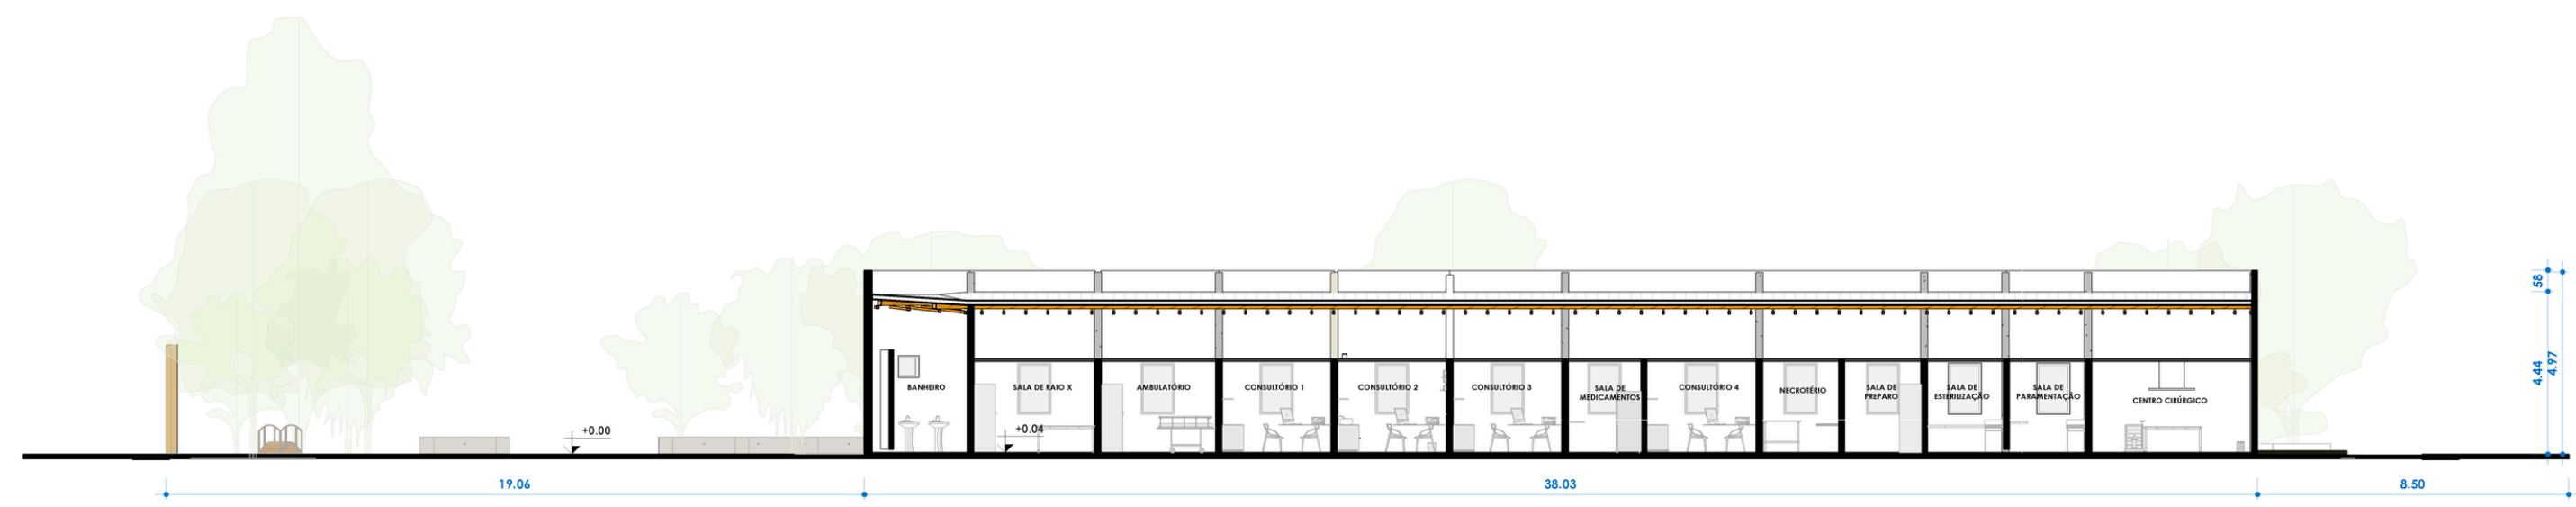 58
4.44
4.97
BANHEIRO
SALA DE RAIO X
AMBULATÓRIO
CONSULTÓRIO 1
CONSULTÓRIO 2
CONSULTÓRIO 3
SALA DE
MEDICAMENTOS
CONSULTÓRIO 4
NECROTÉRIO
SALA DE
PREPARO
SALA DE
ESTERILIZAÇÃO
SALA DE
PARAMENTAÇÃO
CENTRO CIRÚRGICO
+0.00
+0.04
19.06
38.03
8.50